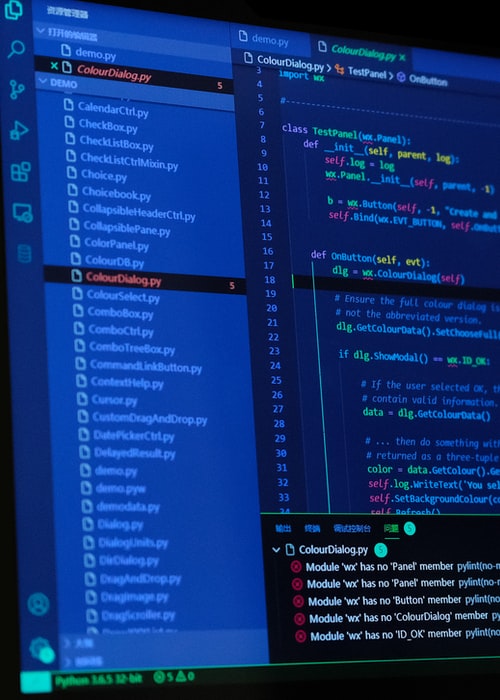 资源管理器
打开的编辑器
demo.py
ColourDialog.py 5
DEMO
CalendarCtrl.py
CheckBox.py
CheckListBox.py
CheckListCtrlMixin.py
Choice.py
Choicebook.py
CollapsibleHeaderCtrl.py
CollapsiblePane.py
ColorPanel.py
ColourDB.py
ColourDialog.py 5
ColourSelect.py
ComboBox.py
ComboCtrl.py
ComboTreeBox.py
CommandLinkButton.py
ContextHelp.py
Cursor.py
CustomDragAndDrop.py
DatePickerCtrl.py
DelayedResult.py
demo.py
demo.pyw
demodata.py
Dialog.py
DialogUnits.py
DirDialog.py
DragAndDrop.py
DragImage.py
DragScroller.py
大纲
Python 3.6.5 32-bit 5 0
demo.py ColourDialog.py
ColourDialog.py > TestPanel > OnButton
3 import wx
4
5
6 #----------------------------
7
8 class TestPanel(wx.Panel):
9 def __init__(self, parent, log):
10 self.log = log
11 wx.Panel.__init__(self, parent, -1)
12
13 b = wx.Button(self, -1, "Create and
14 self.Bind(wx.EVT_BUTTON, self.OnButt
15
16
17 def OnButton(self, evt):
18 dlg = wx.ColourDialog(self)
19
20 # Ensure the full colour dialog is
21 # not the abbreviated version.
22 dlg.GetColourData().SetChooseFull
23
24 if dlg.ShowModal() == wx.ID_OK:
25
26 # If the user selected OK, t
27 # contain valid information.
28 data = dlg.GetColourData()
29
30 # ... then do something wit
31 # returned as a three-tuple
32 color = data.GetColour().Ge
33 self.log.WriteText('You sel
34 self.SetBackgroundColour(co
self.Refresh()
输出 终端 调试控制台 问题 5
ColourDialog.py 5
Module 'wx' has no 'Panel' member pylint(no-m
Module 'wx' has no 'Panel' member pylint(no-
Module 'wx' has no 'Button' member pylint(no
Module 'wx' has no 'ColourDialog' member py
Module 'wx' has no 'ID_OK' member pylint(no